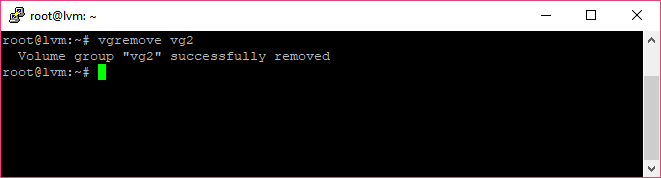 root@lvm: ~
root@lvm:~# vgremove vg2
  Volume group "vg2" successfully removed
root@lvm:~#